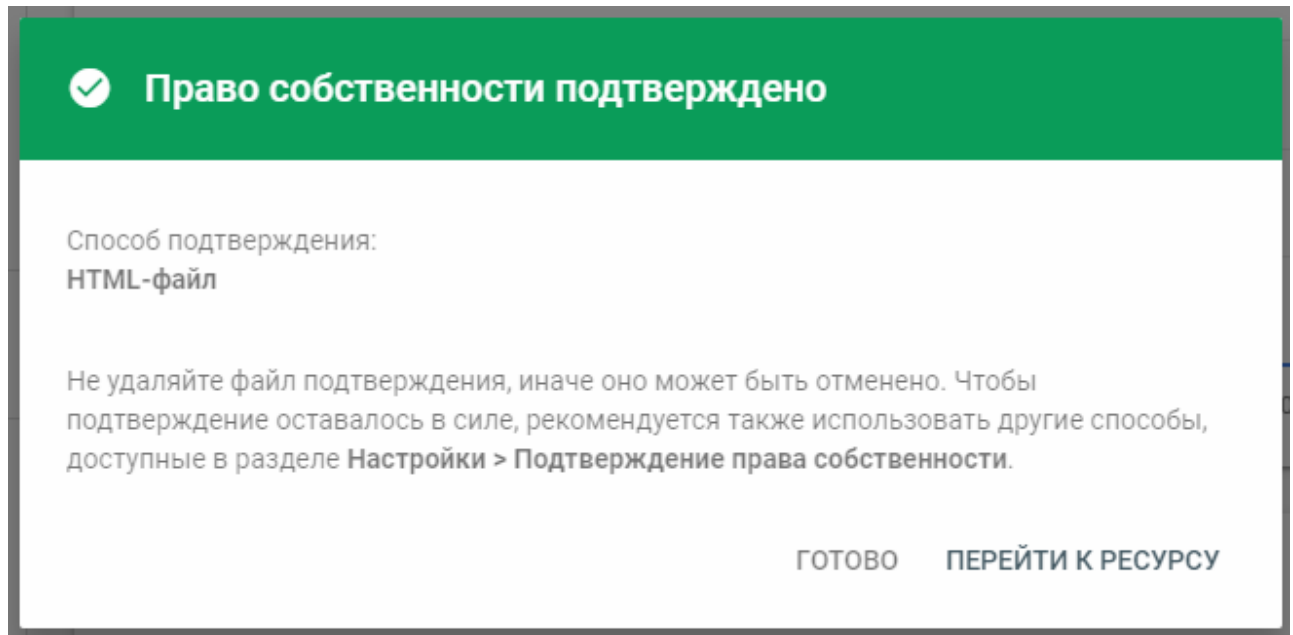 Право собственности подтверждено
Способ подтверждения:
HTML-файл
Не удаляйте файл подтверждения, иначе оно может быть отменено. Чтобы
подтверждение оставалось в силе, рекомендуется также использовать другие способы,
доступные в разделе Настройки > Подтверждение права собственности.
ГОТОВО ПЕРЕЙТИ К РЕСУРСУ